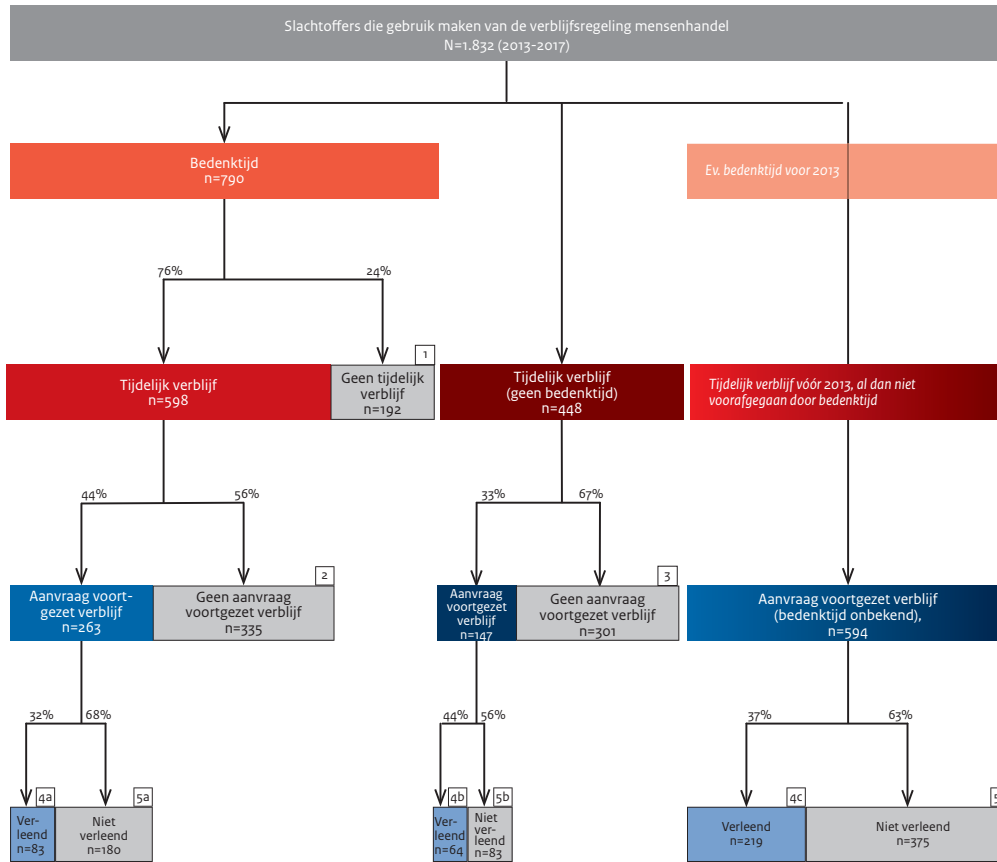 Slachtoffers die gebruik maken van de verblijfsregeling mensenhandel
N=1.832 (2013-2017)
Bedenktijd
n=790
Ev. bedenktijd voor 2013
76%
24%
1
Tijdelijk verblijf
n=598
Geen tijdelijk
verblijf
n=192
Tijdelijk verblijf
(geen bedenktijd)
n=448
Tijdelijk verblijf vóór 2013, al dan niet
voorafgegaan door bedenktijd
44%
56%
33%
67%
2
3
Aanvraag voort-
gezet verblijf
n=263
Geen aanvraag
voortgezet verblijf
n=335
Aanvraag
voortgezet
verblijf
n=147
Geen aanvraag
voortgezet verblijf
n=301
Aanvraag voortgezet verblijf
(bedenktijd onbekend),
n=594
32%
68%
44%
56%
37%
63%
4a
5a
4b
5b
4c
5
Ver-
leend
n=83
Niet
verleend
n=180
Ver-
leend
n=64
Niet
ver-
leend
n=83
Verleend
n=219
Niet verleend
n=375